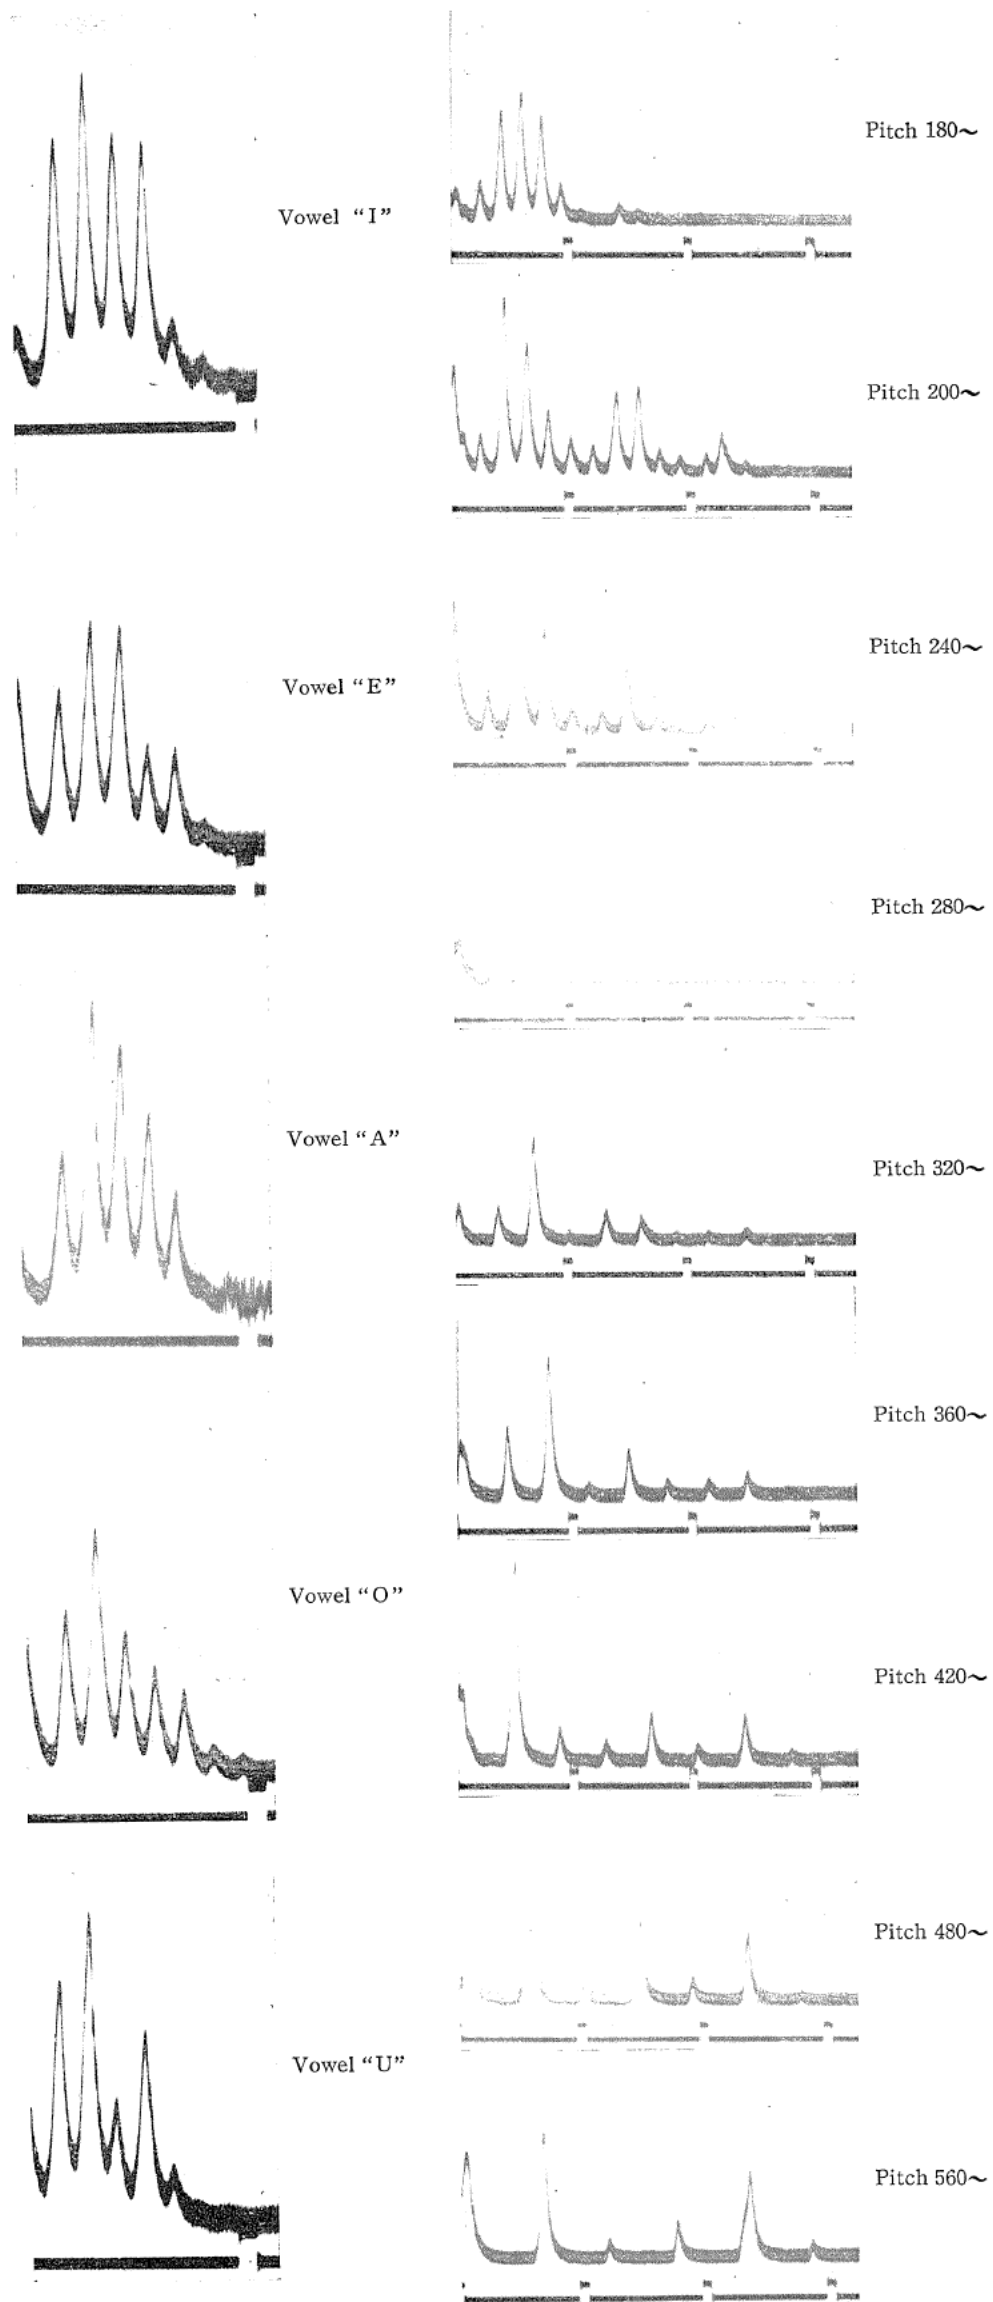 Pitch 180~
Vowel “I”
Pitch 200~
Pitch 240~
Vowel “E”
Pitch 280~
Vowel “A”
Pitch 320~
Pitch 360~
Vowel “O”
Pitch 420~
Pitch 480~
Vowel “U”
Pitch 560~